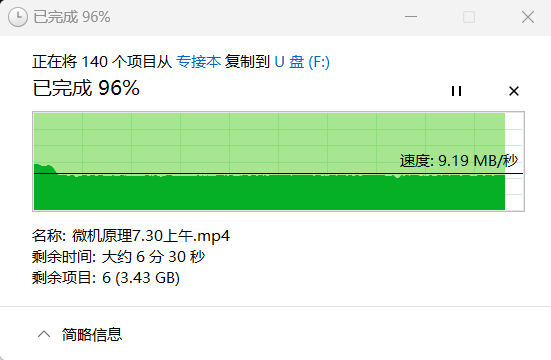 已完成 96%
正在将 140 个项目从 专接本 复制到 U 盘 (F:)
已完成 96%
速度: 9.19 MB/秒
名称: 微机原理7.30上午.mp4
剩余时间: 大约 6 分 30 秒
剩余项目: 6 (3.43 GB)
简略信息